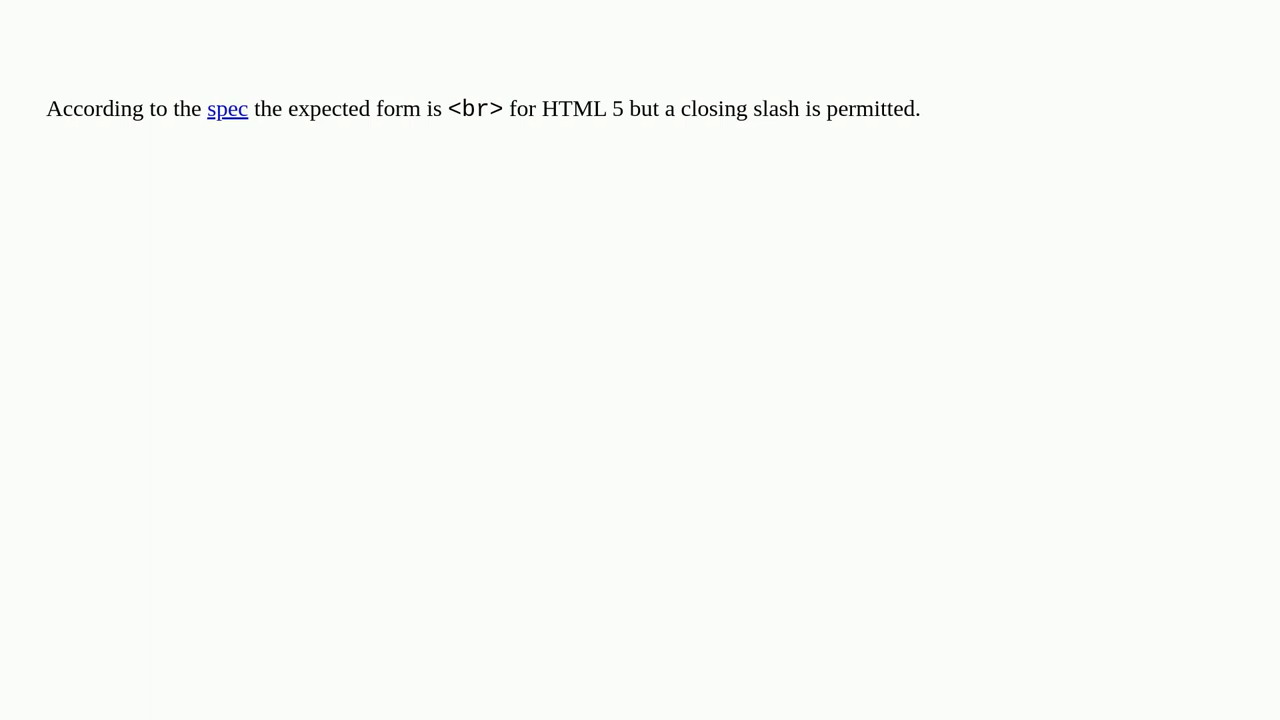 According to the spec the expected form is <br> for HTML 5 but a closing slash is permitted.